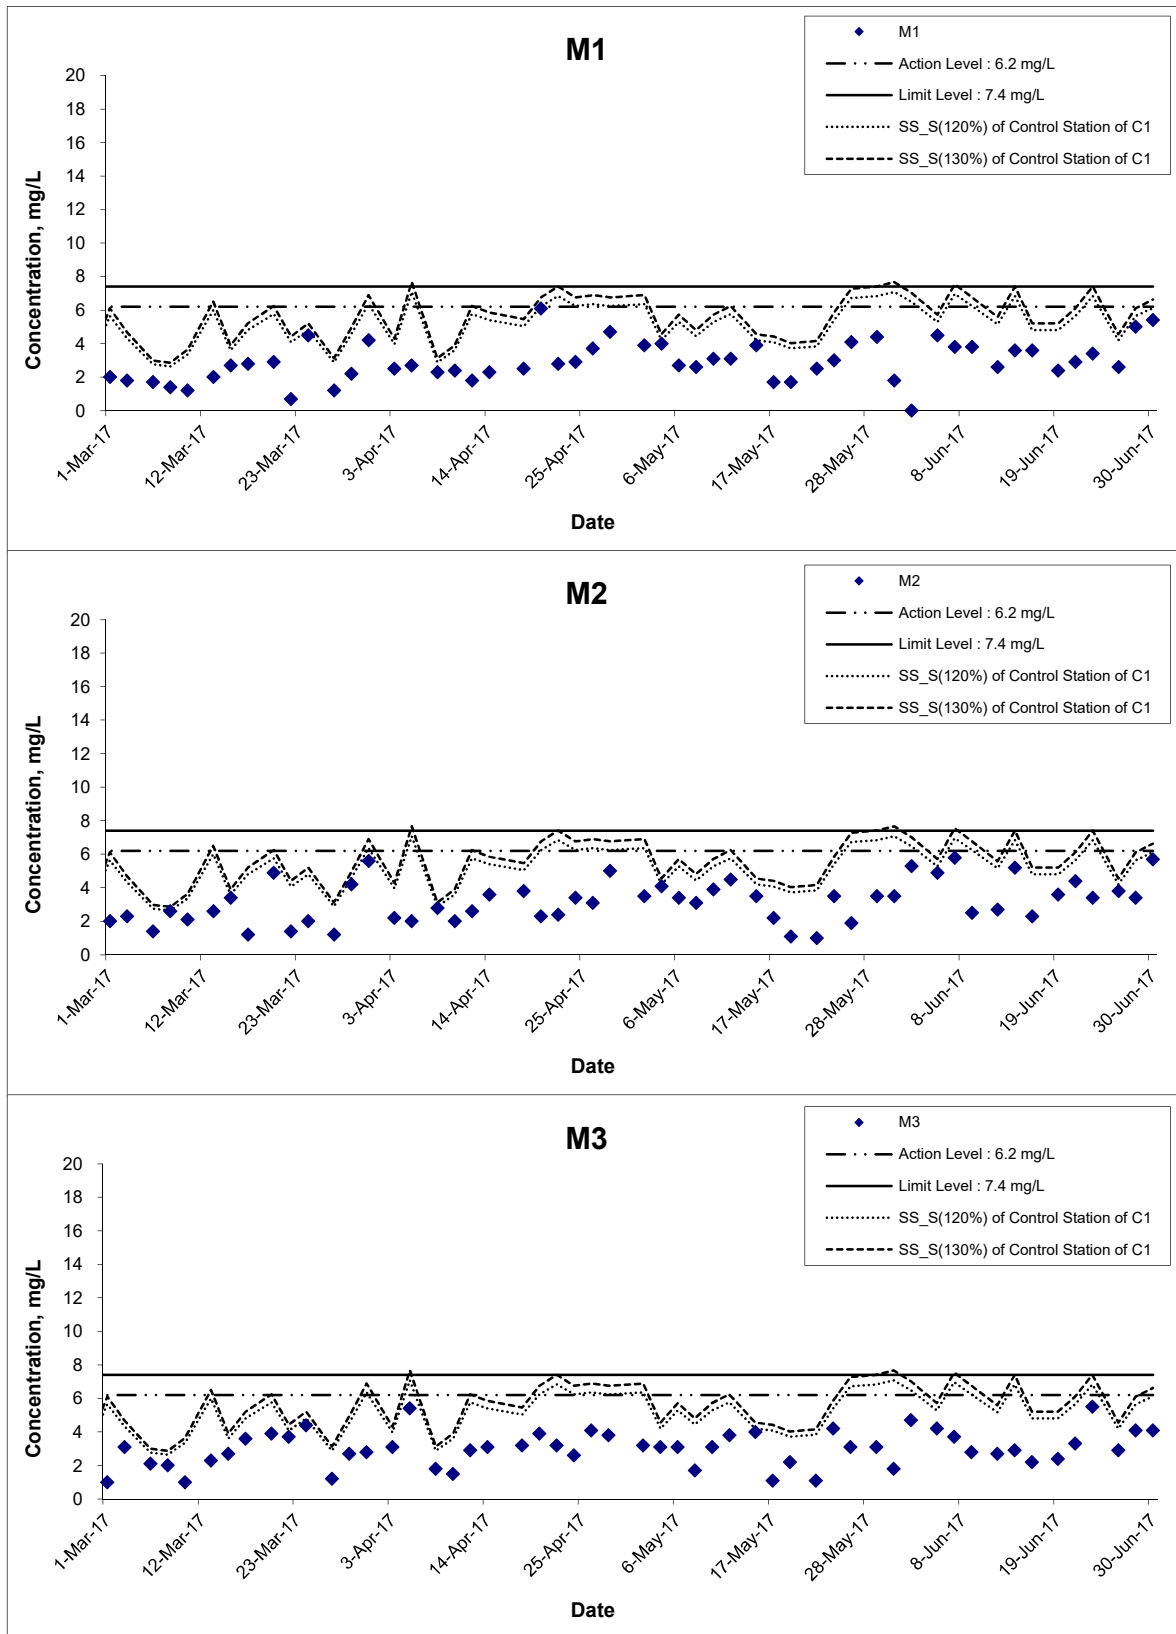 M1
M1
Action Level : 6.2 mg/L
Limit Level : 7.4 mg/L
SS_S(120%) of Control Station of C1
SS_S(130%) of Control Station of C1
Concentration, mg/L
20
18
16
14
12
10
8
6
4
2
0
1-Mar-17
12-Mar-17
23-Mar-17
3-Apr-17
14-Apr-17
25-Apr-17
6-May-17
17-May-17
28-May-17
8-Jun-17
19-Jun-17
30-Jun-17
Date
M2
M2
Action Level : 6.2 mg/L
Limit Level : 7.4 mg/L
SS_S(120%) of Control Station of C1
SS_S(130%) of Control Station of C1
Concentration, mg/L
20
18
16
14
12
10
8
6
4
2
0
1-Mar-17
12-Mar-17
23-Mar-17
3-Apr-17
14-Apr-17
25-Apr-17
6-May-17
17-May-17
28-May-17
8-Jun-17
19-Jun-17
30-Jun-17
Date
M3
M3
Action Level : 6.2 mg/L
Limit Level : 7.4 mg/L
SS_S(120%) of Control Station of C1
SS_S(130%) of Control Station of C1
Concentration, mg/L
20
18
16
14
12
10
8
6
4
2
0
1-Mar-17
12-Mar-17
23-Mar-17
3-Apr-17
14-Apr-17
25-Apr-17
6-May-17
17-May-17
28-May-17
8-Jun-17
19-Jun-17
30-Jun-17
Date